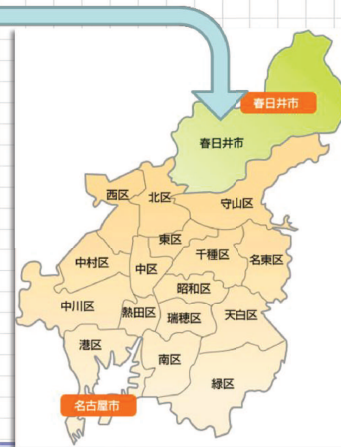 春日井市
春日井市
西区
北区
守山区
東区
中村区
中区
千種区
名東区
昭和区
中川区
熱田区
瑞穂区
天白区
港区
南区
緑区
名古屋市